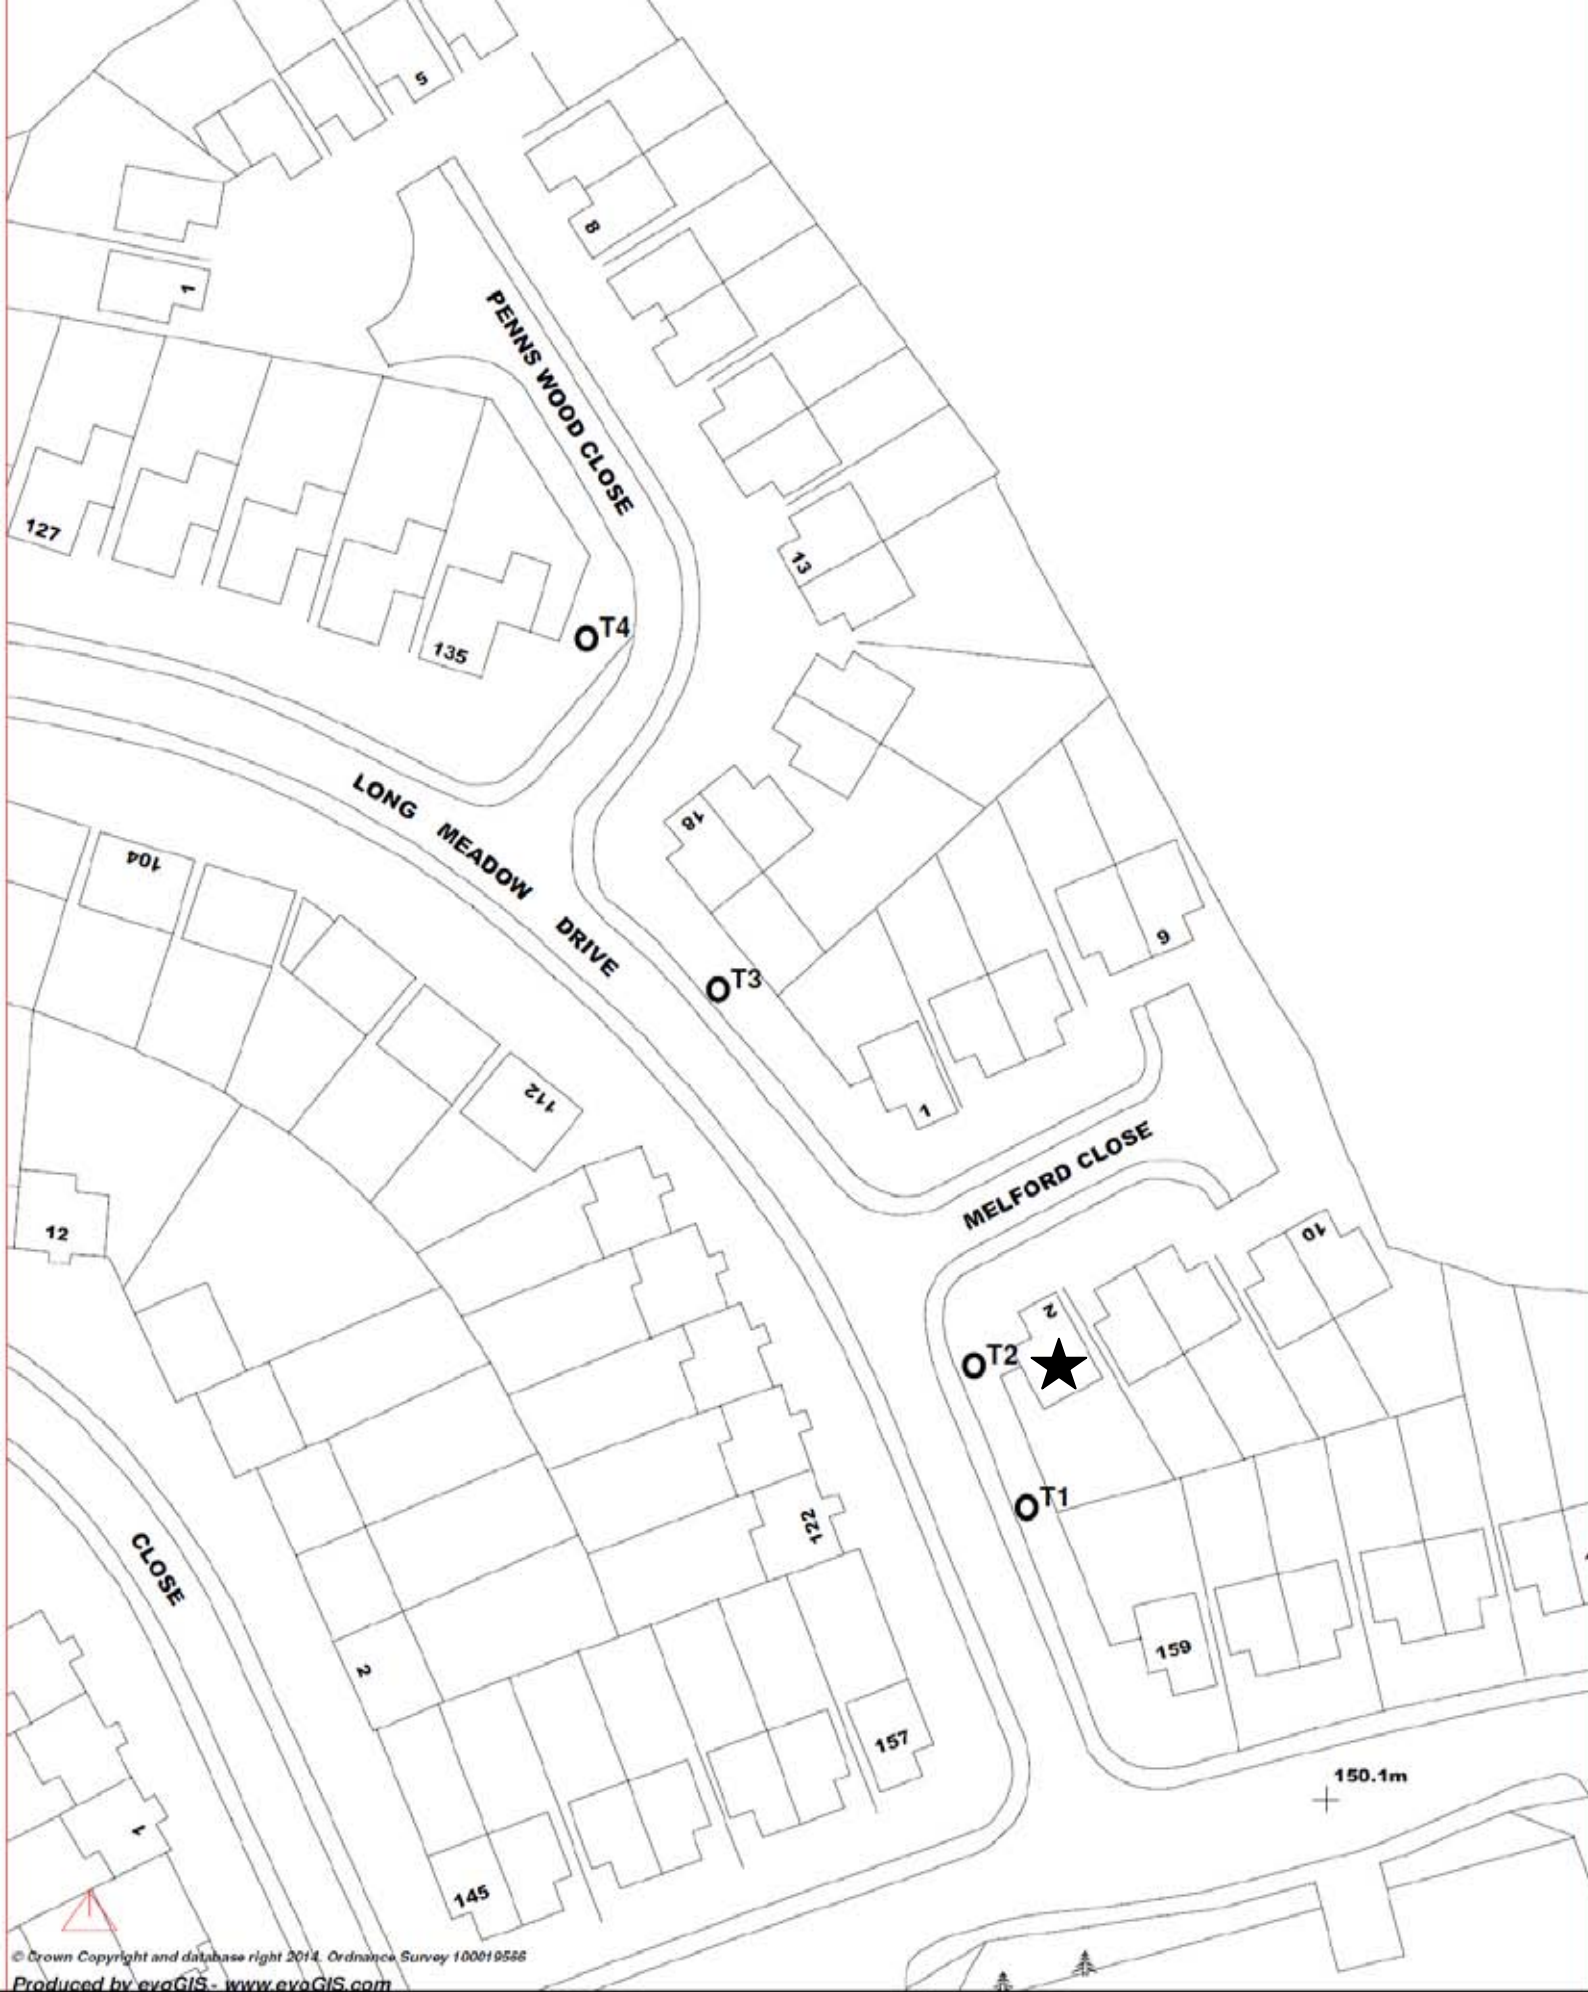 5
8
1
PENNS WOOD CLOSE
127
13
T4
135
LONG MEADOW DRIVE
18
104
9
T3
112
1
MELFORD CLOSE
12
10
2
T2
T1
122
CLOSE
159
2
157
150.1m
1
145
© Crown Copyright and database right 2014. Ordnance Survey 100019566
Produced by evoGIS - www.evoGIS.com